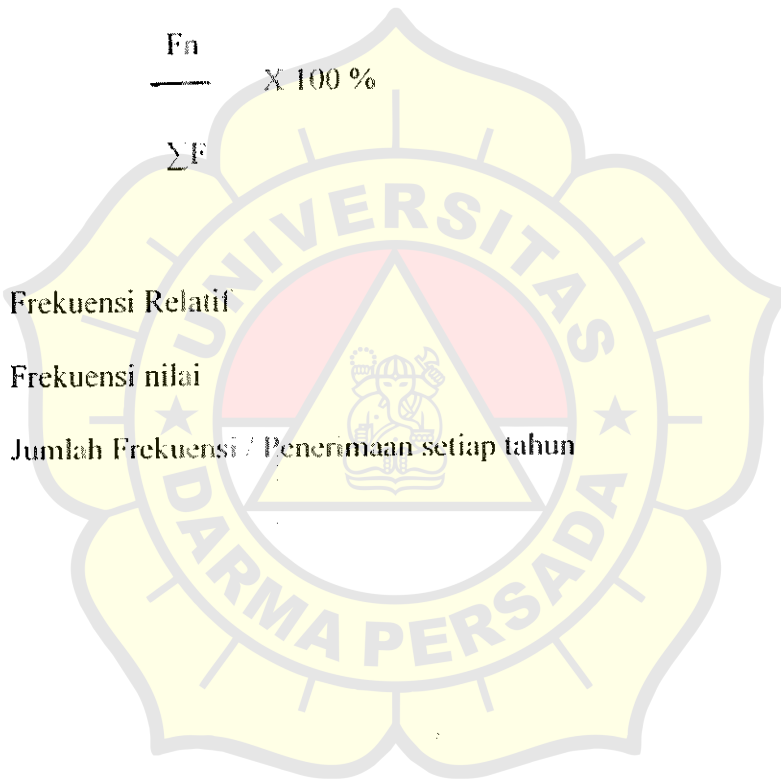 Fn
X 100 %
∑F
Frekuensi Relatif
Frekuensi nilai
Jumlah Frekuensi / Penerimaan setiap tahun
UNIVERSITAS
DARMA PERSADA